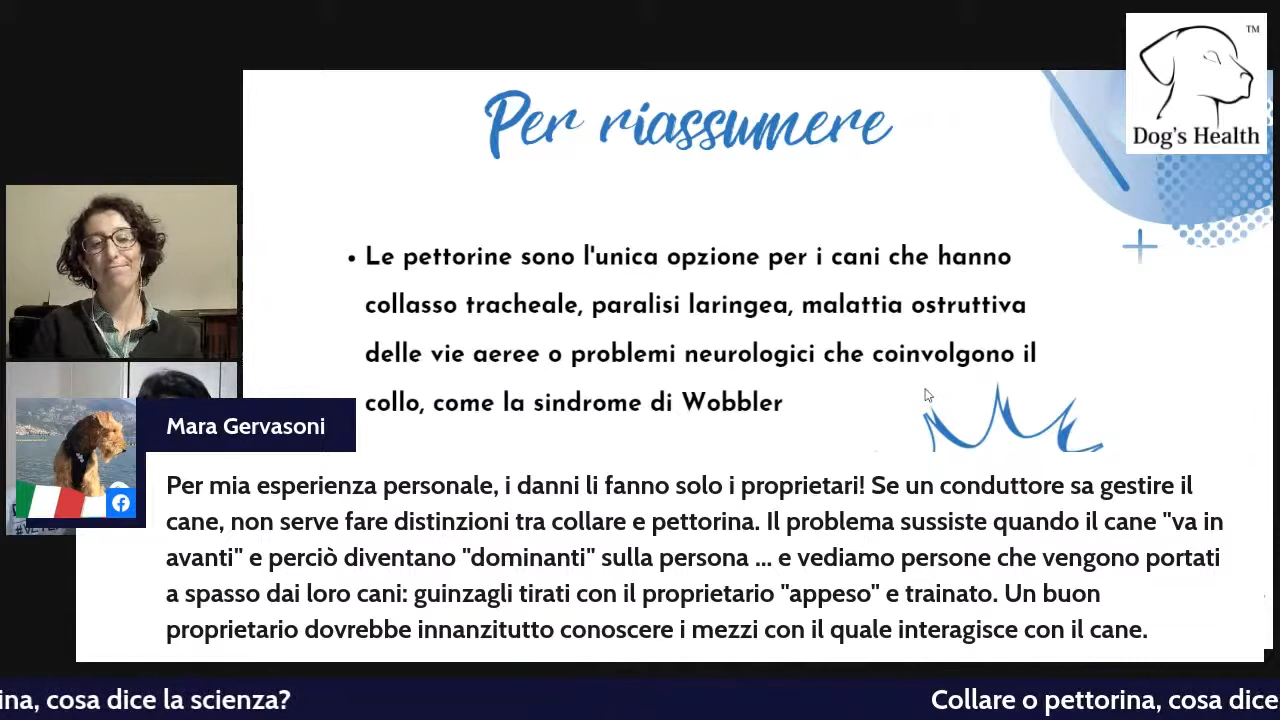 TM
Dog's Health
Per riassumere
• Le pettorine sono l'unica opzione per i cani che hanno
collasso tracheale, paralisi laringea, malattia ostruttiva
delle vie aeree o problemi neurologici che coinvolgono il
collo, come la sindrome di Wobbler
Mara Gervasoni
Per mia esperienza personale, i danni li fanno solo i proprietari! Se un conduttore sa gestire il
cane, non serve fare distinzioni tra collare e pettorina. Il problema sussiste quando il cane "va in
avanti" e perciò diventano "dominanti" sulla persona ... e vediamo persone che vengono portati
a spasso dai loro cani: guinzagli tirati con il proprietario "appeso" e trainato. Un buon
proprietario dovrebbe innanzitutto conoscere i mezzi con il quale interagisce con il cane.
ina, cosa dice la scienza?
Collare o pettorina, cosa dice